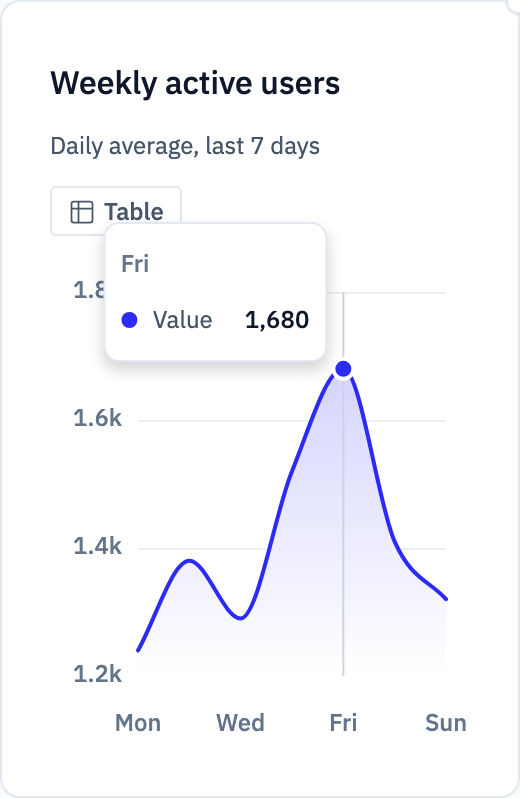 Weekly active users
Daily average, last 7 days
Table
Fri
Value 1,680
1.6k
1.4k
1.2k
Mon Wed Fri Sun